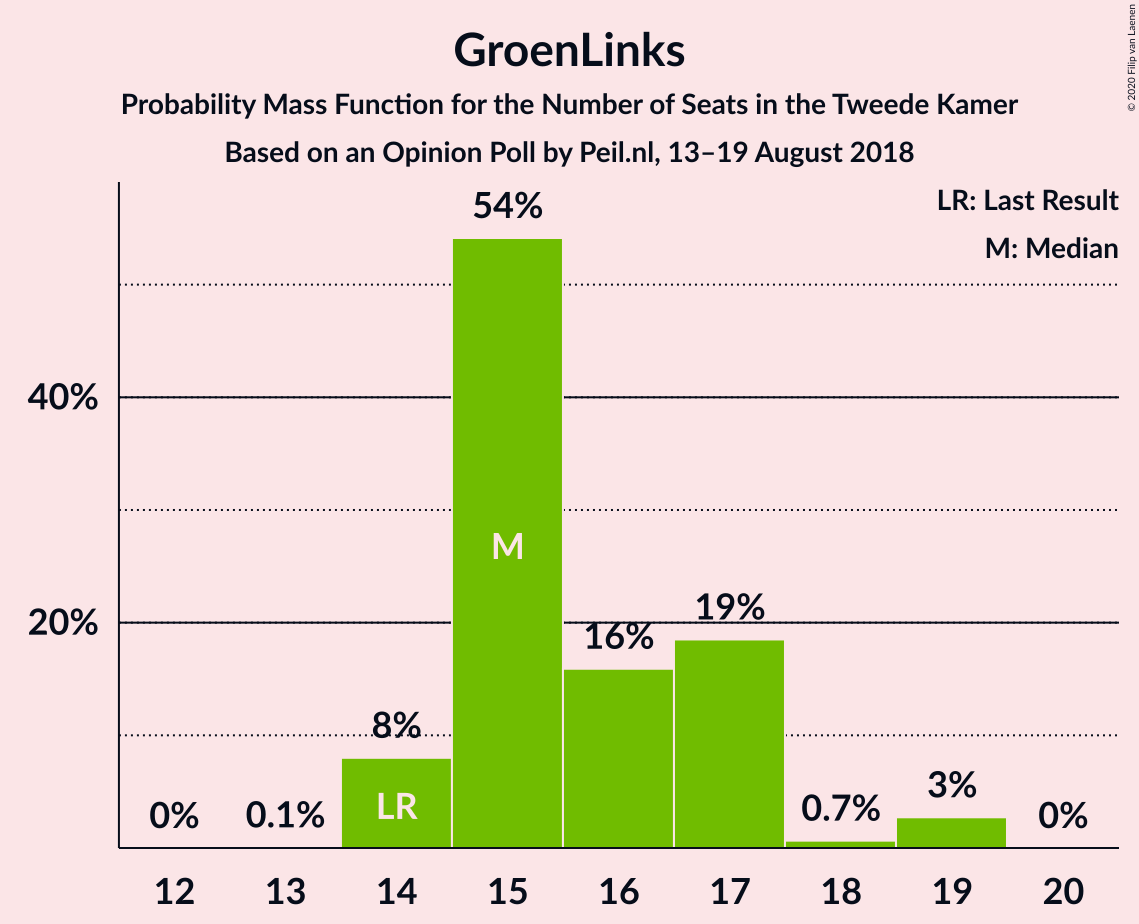 GroenLinks
Probability Mass Function for the Number of Seats in the Tweede Kamer
Based on an Opinion Poll by Peil.nl, 13–19 August 2018
© 2020 Filip van Laenen
LR: Last Result
M: Median
54%
40%
M
20%
19%
16%
8%
LR
3%
0%
0.1%
0.7%
0%
12 13 14 15 16 17 18 19 20